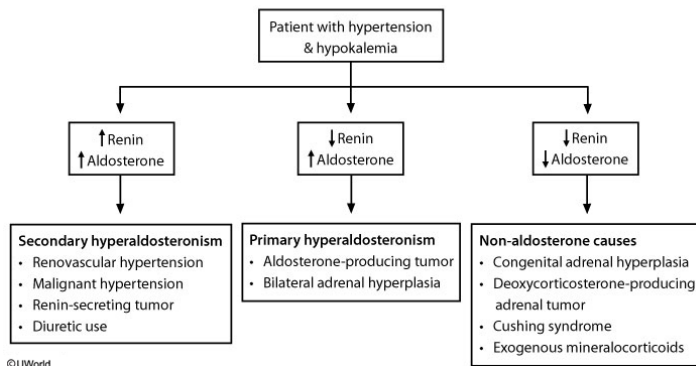 Patient with hypertension
& hypokalemia
↑ Renin
↑ Aldosterone
↓ Renin
↑ Aldosterone
↓ Renin
↓ Aldosterone
Secondary hyperaldosteronism
• Renovascular hypertension
• Malignant hypertension
• Renin-secreting tumor
• Diuretic use
Primary hyperaldosteronism
• Aldosterone-producing tumor
• Bilateral adrenal hyperplasia
Non-aldosterone causes
• Congenital adrenal hyperplasia
• Deoxycorticosterone-producing
adrenal tumor
• Cushing syndrome
• Exogenous mineralocorticoids
©UWorld